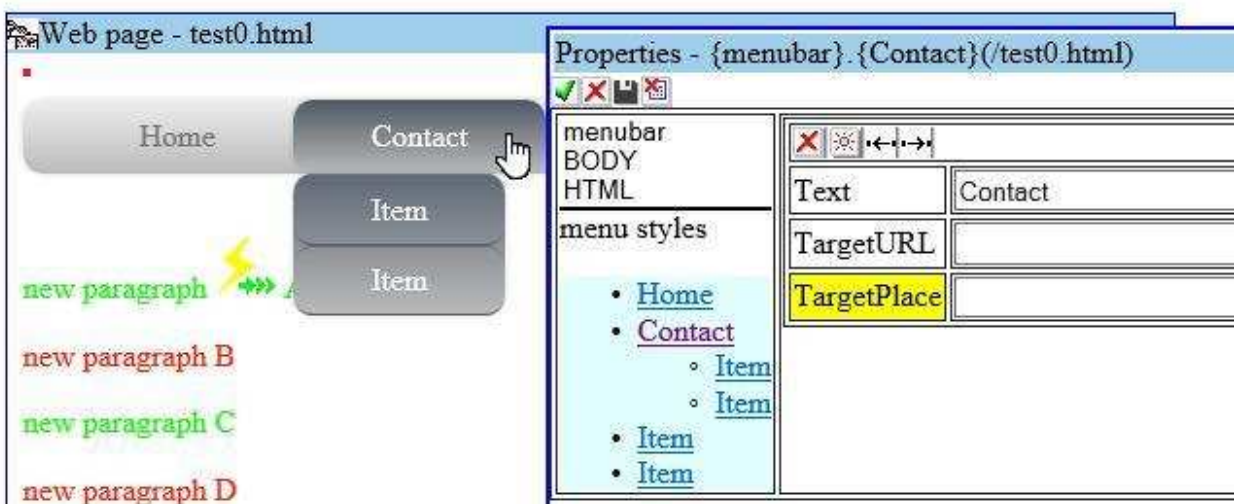 Web page - test0.html
Home
Contact
Item
Item
new paragraph
new paragraph B
new paragraph C
new paragraph D
Properties - {menubar}.{Contact}(/test0.html)
menubar
BODY
HTML
menu styles
Home
Contact
Item
Item
Item
Item
Text Contact
TargetURL
TargetPlace